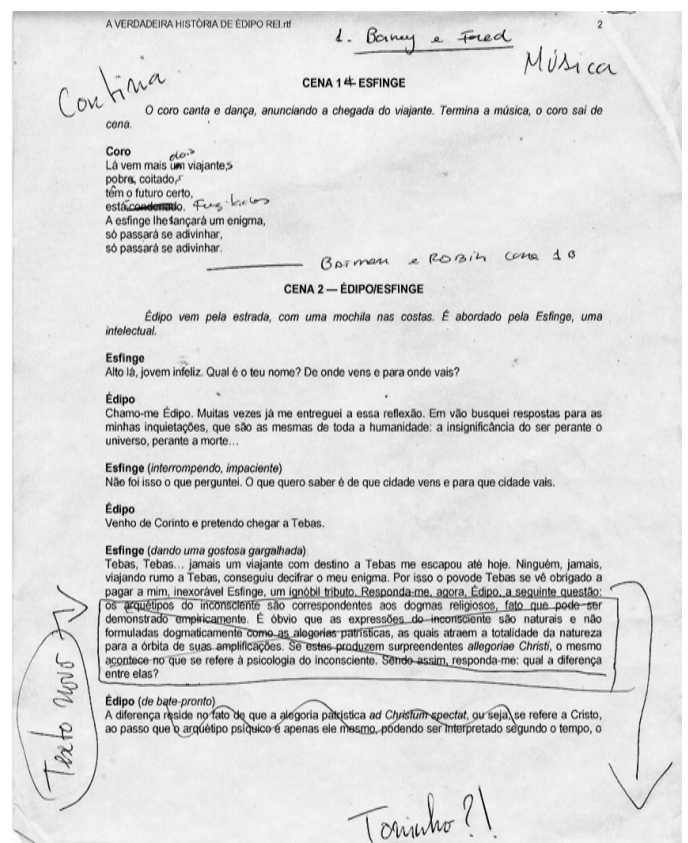 A VERDADEIRA HISTÓRIA DE ÉDIPO REI.rtf 2
1. Barney e Fred
Continua
Música
CENA 1 A ESFINGE
O coro canta e dança, anunciando a chegada do viajante. Termina a música, o coro sai de
cena.
Coro
dois
Lá vem mais um viajante,s
pobre, coitado,s
têm o futuro certo,
está condenado.
A esfinge lhe lançará um enigma,
só passará se adivinhar,
só passará se adivinhar.
Batman e Robin cena 1B
CENA 2 — ÉDIPO/ESFINGE
Édipo vem pela estrada, com uma mochila nas costas. É abordado pela Esfinge, uma
intelectual.
Esfinge
Alto lá, jovem infeliz. Qual é o teu nome? De onde vens e para onde vais?
Édipo
Chamo-me Édipo. Muitas vezes já me entreguei a essa reflexão. Em vão busquei respostas para as
minhas inquietações, que são as mesmas de toda a humanidade: a insignificância do ser perante o
universo, perante a morte…
Esfinge (interrompendo, impaciente)
Não foi isso o que perguntei. O que quero saber é de que cidade vens e para que cidade vais.
Édipo
Venho de Corinto e pretendo chegar a Tebas.
Esfinge (dando uma gostosa gargalhada)
Tebas, Tebas… jamais um viajante com destino a Tebas me escapou até hoje. Ninguém, jamais,
viajando rumo a Tebas, conseguiu decifrar o meu enigma. Por isso o povode Tebas se vê obrigado a
pagar a mim, inexorável Esfinge, um ignóbil tributo. Responda-me, agora, Édipo, a seguinte questão:
os arquétipos do inconsciente são correspondentes aos dogmas religiosos, fato que pode ser
demonstrado empiricamente. É óbvio que as expressões do inconsciente são naturais e não
formuladas dogmaticamente como as alegorias patrísticas, as quais atraem a totalidade da natureza
para a órbita de suas amplificações. Se estes produzem surpreendentes allegoriae Christi, o mesmo
acontece no que se refere à psicologia do inconsciente. Sendo assim, responda-me: qual a diferença
entre elas?
Texto novo
Édipo (de bate-pronto)
A diferença reside no fato de que a alegoria patrística ad Christum spectat, ou seja, se refere a Cristo,
ao passo que o arquétipo psíquico é apenas ele mesmo, podendo ser interpretado segundo o tempo, o
Toninho?!